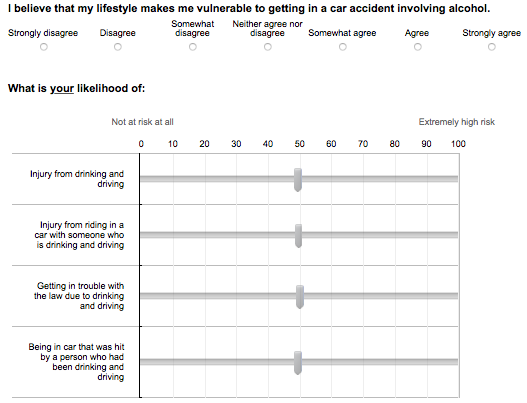 I believe that my lifestyle makes me vulnerable to getting in a car accident involving alcohol.
Strongly disagree Disagree Somewhat disagree Neither agree nor disagree Somewhat agree Agree Strongly agree
What is your likelihood of:
Not at risk at all Extremely high risk
0 10 20 30 40 50 60 70 80 90 100
Injury from drinking and
driving
Injury from riding in a
car with someone who
is drinking and driving
Getting in trouble with
the law due to drinking
and driving
Being in car that was hit
by a person who had
been drinking and
driving